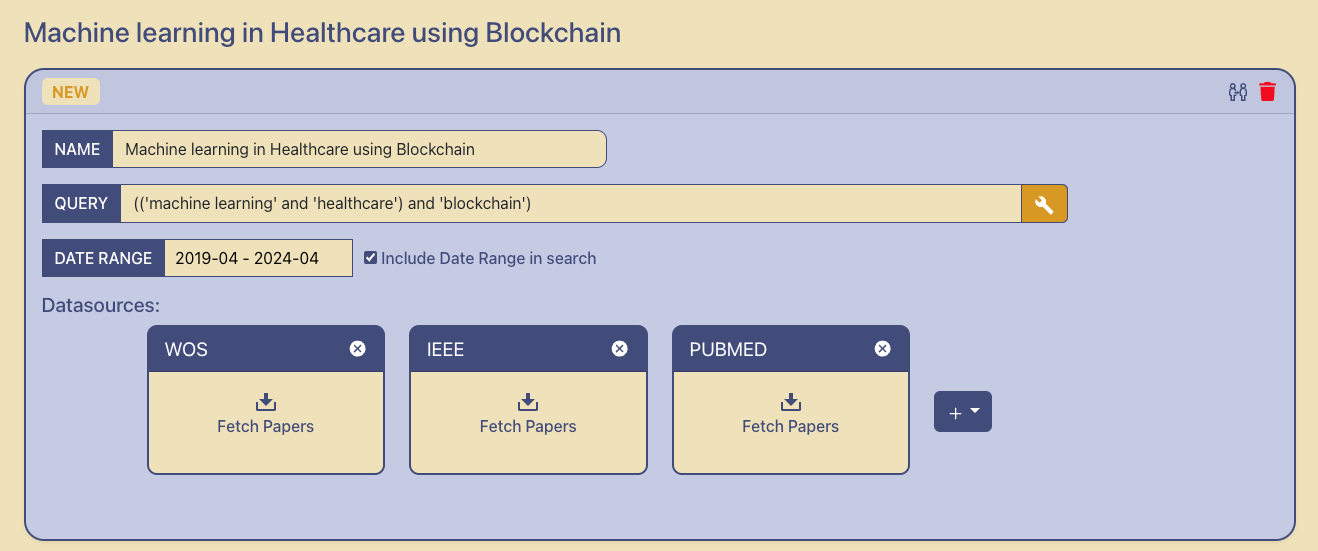 Machine learning in Healthcare using Blockchain
NEW
NAME Machine learning in Healthcare using Blockchain
QUERY (('machine learning' and 'healthcare') and 'blockchain')
DATE RANGE 2019-04 - 2024-04 Include Date Range in search
Datasources:
WOS IEEE PUBMED
Fetch Papers Fetch Papers Fetch Papers
+